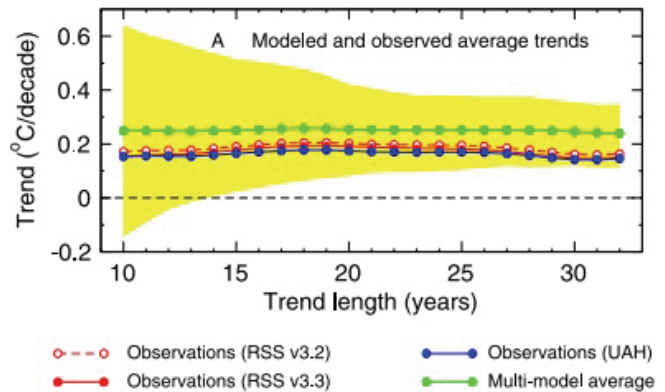 A Modeled and observed average trends
Trend (°C/decade)
0.6
0.4
0.2
0
-0.2
10 15 20 25 30
Trend length (years)
Observations (RSS v3.2)
Observations (UAH)
Observations (RSS v3.3)
Multi-model average